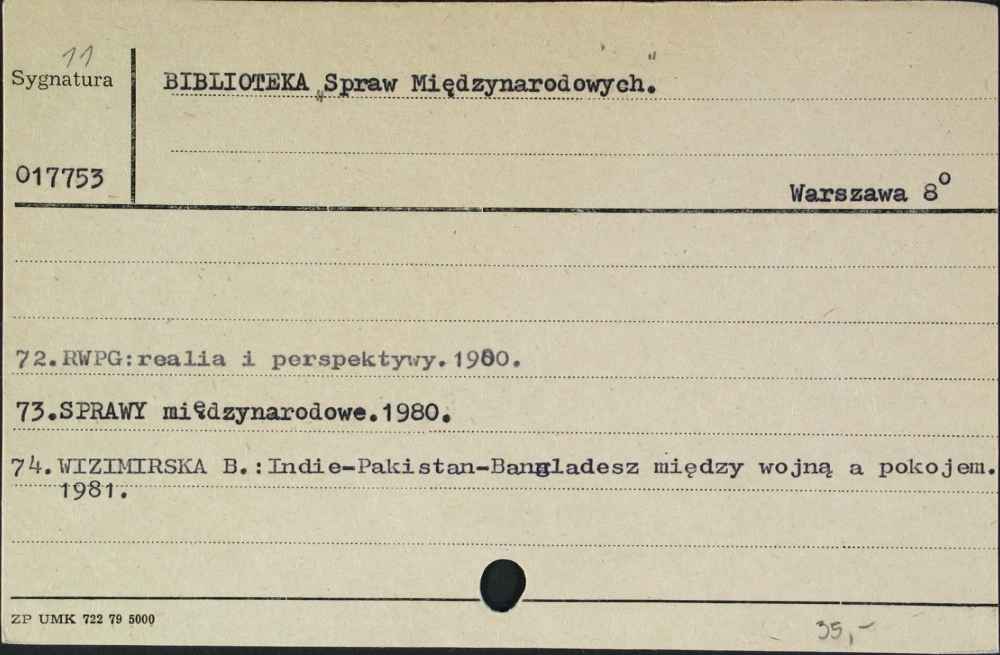 11
Sygnatura
BIBLIOTEKA „Spraw Międzynarodowych."
017753
Warszawa 8°
72.RWPG:realia i perspektywy.1980.
73.SPRAWY międzynarodowe.1980.
74.WIZIMIRSKA B.:Indie-Pakistan-Bangladesz między wojną a pokojem.
1981.
ZP UMK 722 79 5000
35,-